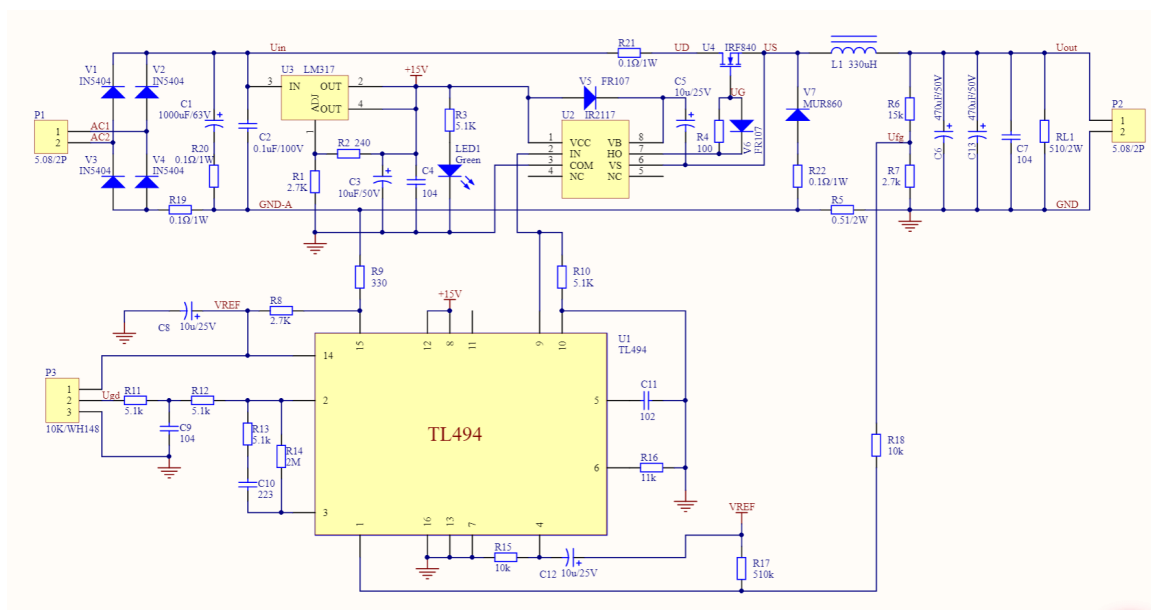 Uin
R21
0.1Ω/1W
UD
U4
IRF840
US
L1 330uH
Uout
V1
IN5404
V2
IN5404
U3 LM317
3
IN
OUT
2
OUT
4
ADJ
1
+15V
V5
FR107
C5
10u/25V
UG
V7
MUR860
R6
15k
470uF/50V
C6
470uF/50V
C13
P1
1
2
5.08/2P
AC1
AC2
C1
1000uF/63V
C2
0.1uF/100V
R3
5.1K
U2
IR2117
1
VCC
VB
8
2
IN
HO
7
3
COM
VS
6
4
NC
NC
5
R4
100
V6
FR107
P2
1
2
5.08/2P
Ufg
C7
104
RL1
510/2W
R20
0.1Ω/1W
R2 240
LED1
Green
V3
IN5404
V4
IN5404
R1
2.7K
C3
10uF/50V
C4
104
R22
0.1Ω/1W
R7
2.7k
R19
0.1Ω/1W
GND-A
R5
0.51/2W
GND
R9
330
R10
5.1K
VREF
C8
10u/25V
R8
2.7K
+15V
15
12
8
11
9
10
U1
TL494
14
P3
1
2
3
10K/WH148
Ugd
R11
5.1k
R12
5.1k
2
C9
104
R13
5.1k
R14
2M
C10
223
3
TL494
5
C11
102
6
R16
11k
R18
10k
1
16
13
7
4
R15
10k
C12
10u/25V
VREF
R17
510k